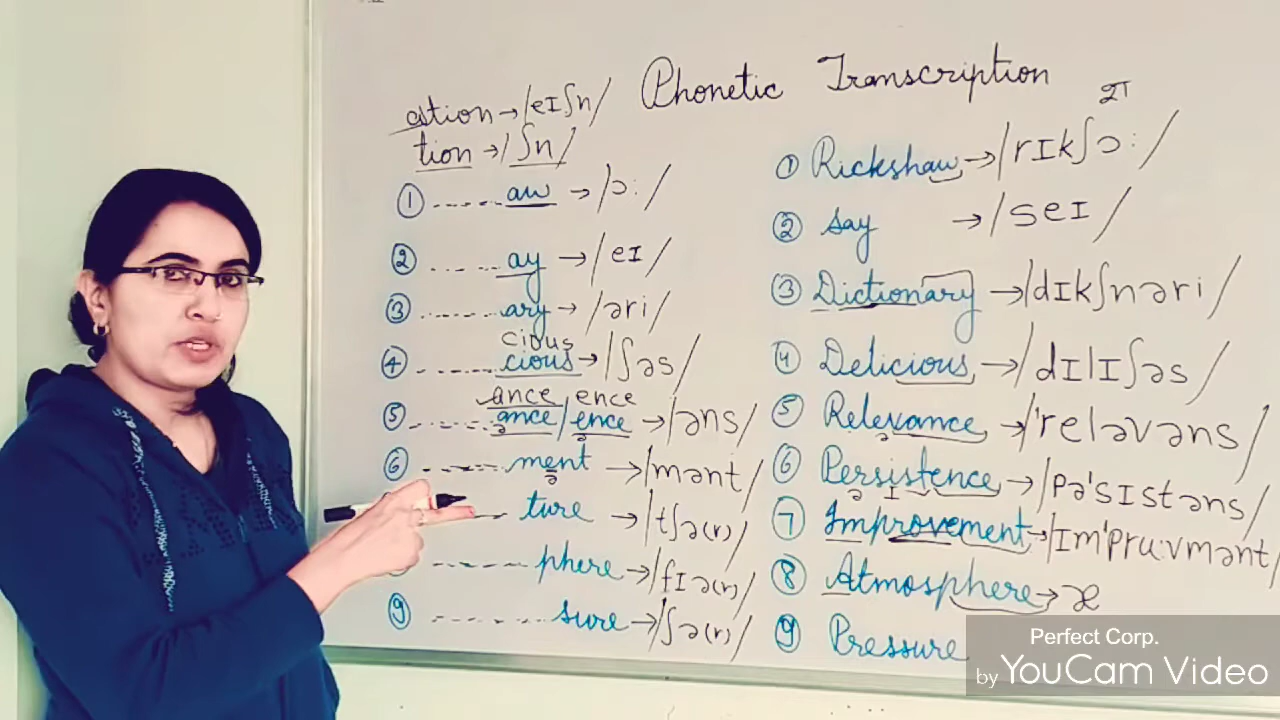 Phonetic Transcription
ation → /eɪʃn/
tion → /ʃn/
① ...... aw → /ɔː/
② ...... ay → /eɪ/
③ ...... ary → /əri/
cious
④ ...... cious → /ʃəs/
ance ence
⑤ ...... ance/ence → /əns/
ə ə
⑥ ...... ment → /mənt/
ə
...... ture → /tʃə(r)/
...... phere → /fɪə(r)/
⑨ ...... sure → /ʃə(r)/
① Rickshaw → /rɪkʃɔː/
② Say → /seɪ/
③ Dictionary → /dɪkʃnəri/
④ Delicious → /dɪlɪʃəs/
⑤ Relevance → /'reləvəns/
ə
⑥ Persistence → /pə'sɪstəns/
ə ɪ
⑦ Improvement → /ɪm'pruːvmənt/
⑧ Atmosphere → æ
⑨ Pressure
Perfect Corp.
by YouCam Video